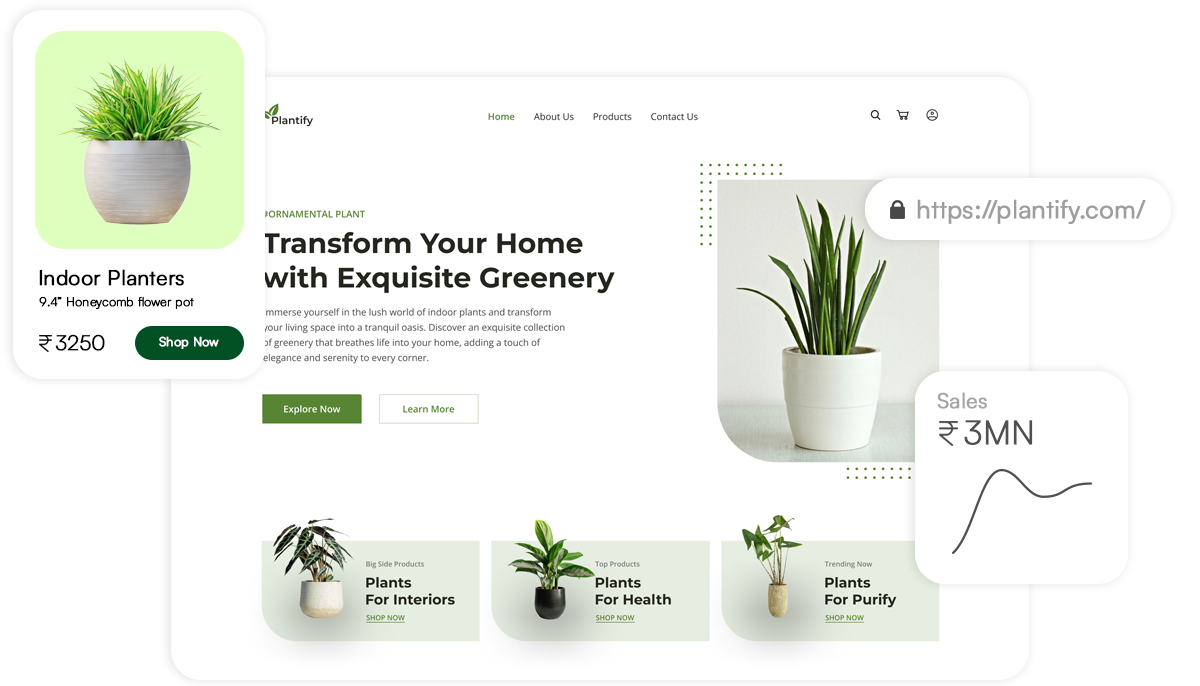 Indoor Planters
9.4" Honeycomb flower pot
₹ 3250
Shop Now
Plantify
Home
About Us
Products
Contact Us
https://plantify.com/
#ORNAMENTAL PLANT
Transform Your Home
with Exquisite Greenery
Immerse yourself in the lush world of indoor plants and transform
your living space into a tranquil oasis. Discover an exquisite collection
of greenery that breathes life into your home, adding a touch of
elegance and serenity to every corner.
Explore Now
Learn More
Sales
₹ 3MN
Big Side Products
Plants
For Interiors
SHOP NOW
Top Products
Plants
For Health
SHOP NOW
Trending Now
Plants
For Purify
SHOP NOW